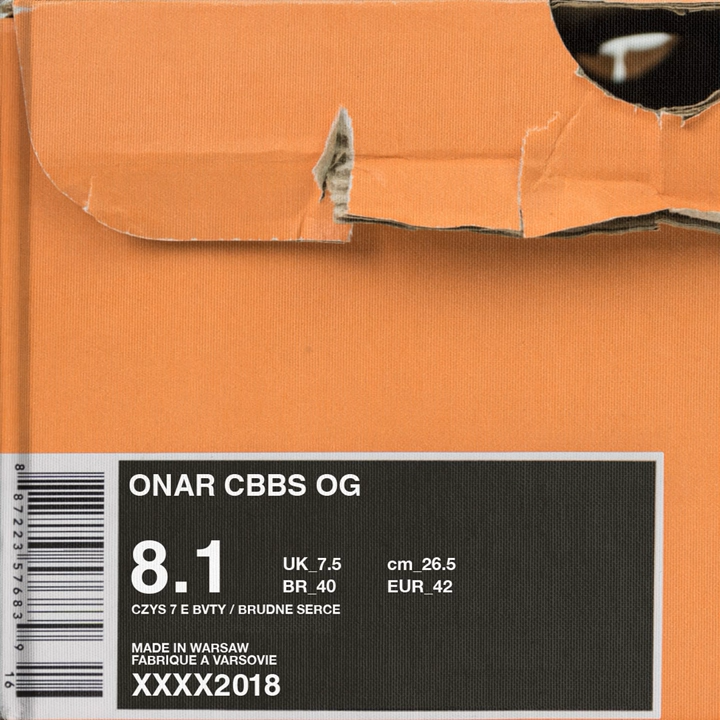 ONAR CBBS OG
8.1
UK_7.5 cm_26.5
BR_40 EUR_42
CZYS 7 E BVTY / BRUDNE SERCE
MADE IN WARSAW
FABRIQUE A VARSOVIE
XXXX2018
8 87223 57683 9
16